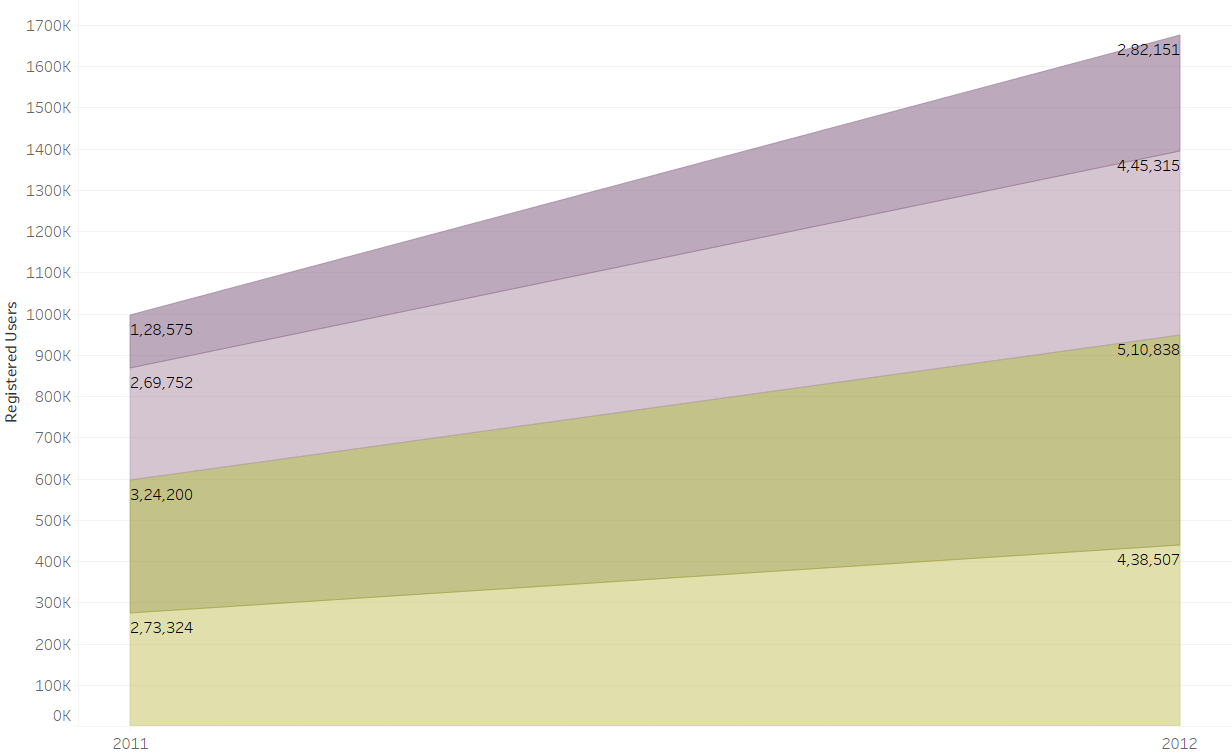 1700K
2,82,151
1600K
1500K
1400K
4,45,315
1300K
1200K
1100K
1000K
1,28,575
900K
5,10,838
2,69,752
800K
700K
600K
3,24,200
500K
400K
4,38,507
300K
2,73,324
200K
100K
0K
Registered Users
2011
2012